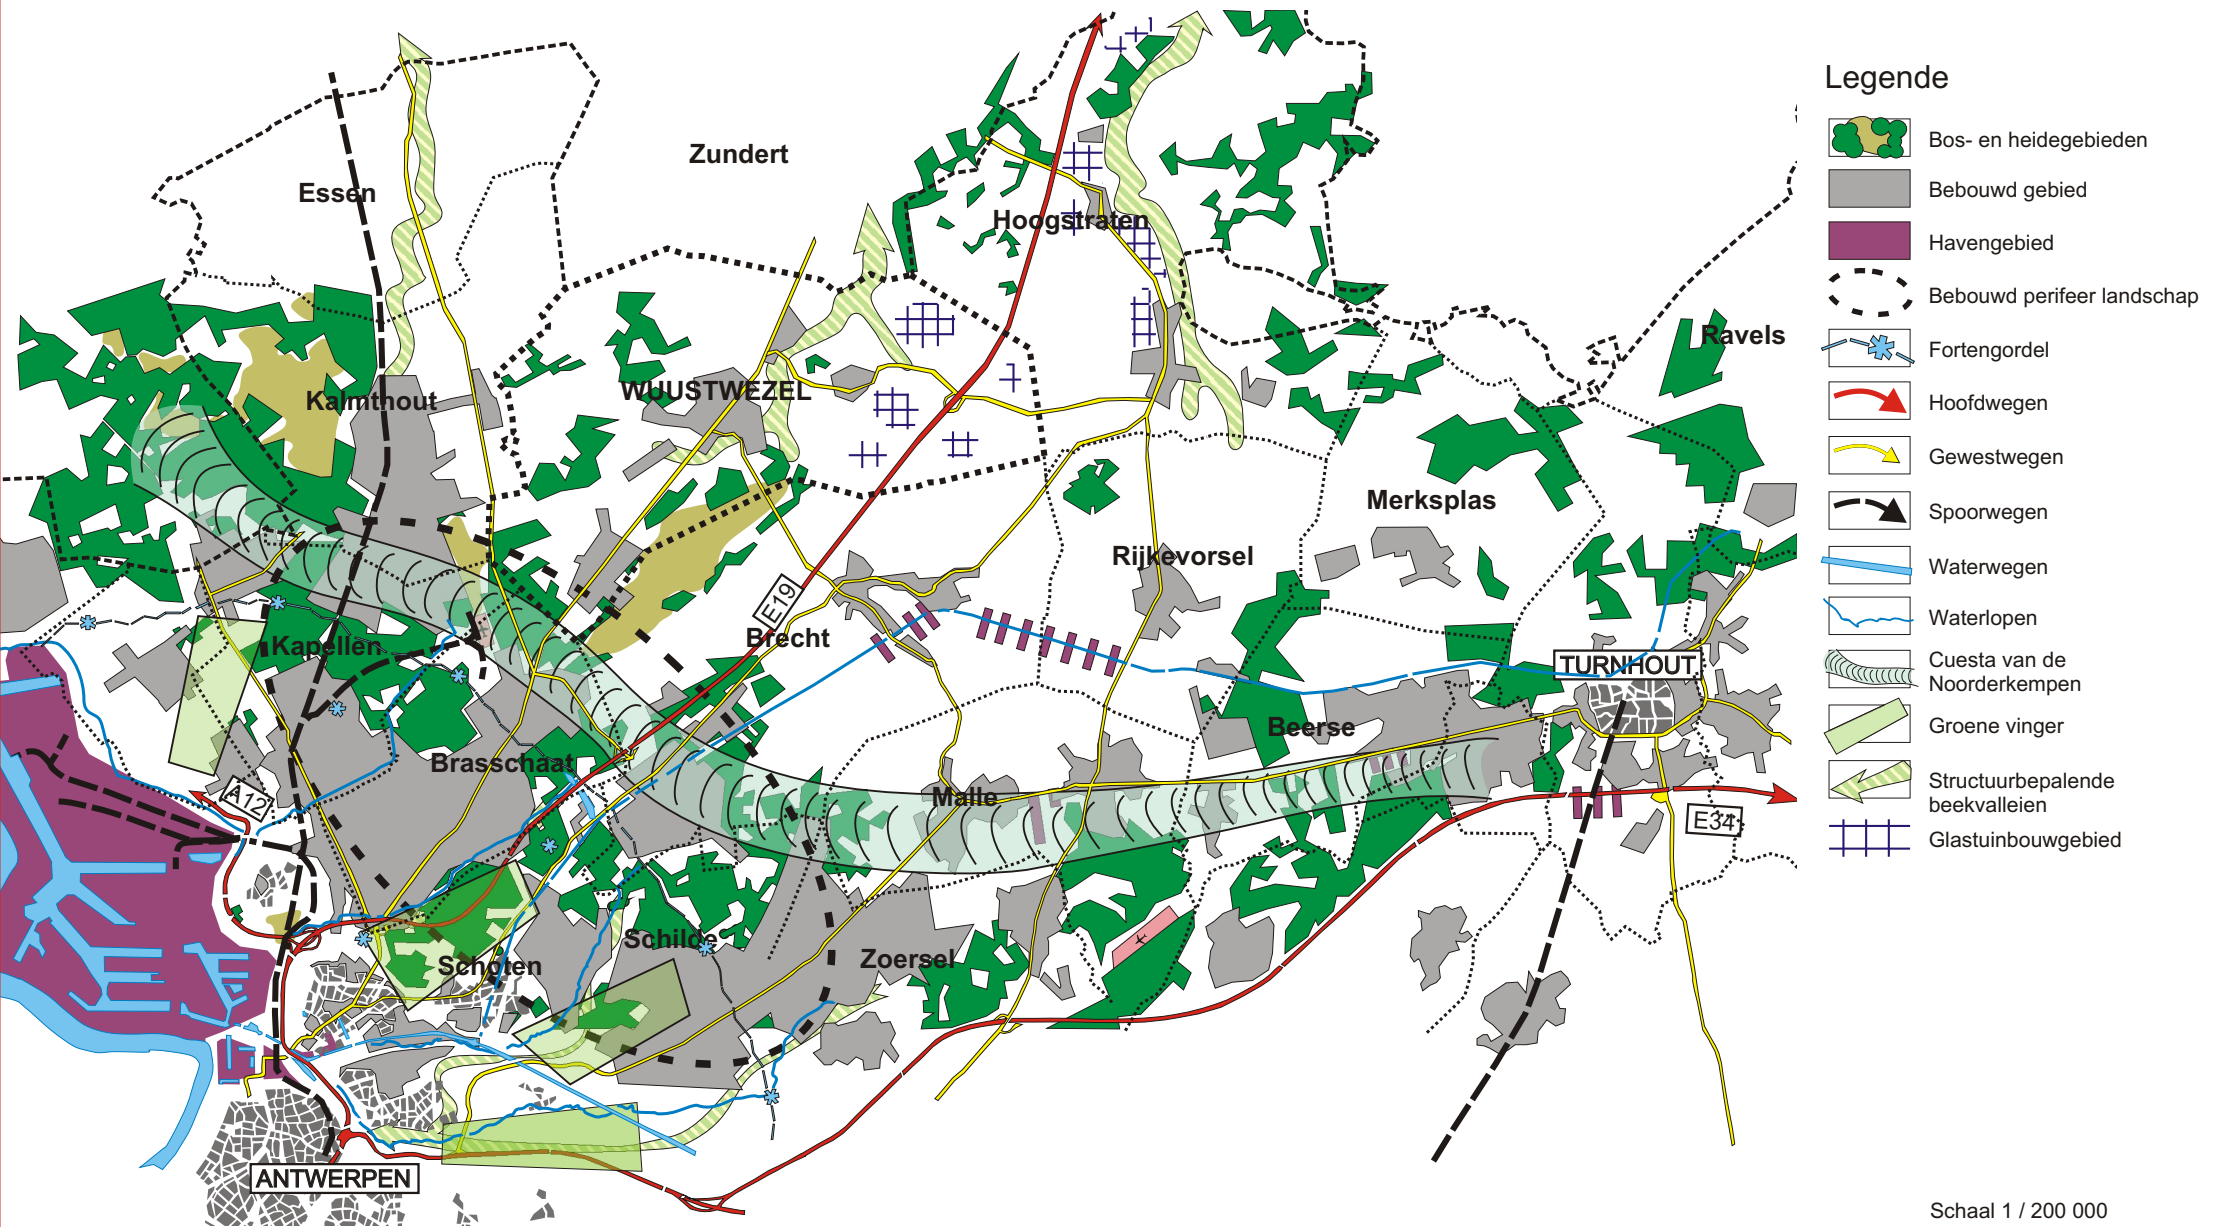 Zundert
Essen
Hoogstraten
Ravels
WUUSTWEZEL
Kalmthout
Merksplas
Rijkevorsel
E19
Brecht
Kapellen
TURNHOUT
Beerse
Brasschaat
A12
Malle
E34
Schilde
Schoten
Zoersel
ANTWERPEN
Legende
Bos- en heidegebieden
Bebouwd gebied
Havengebied
Bebouwd perifeer landschap
Fortengordel
Hoofdwegen
Gewestwegen
Spoorwegen
Waterwegen
Waterlopen
Cuesta van de
Noorderkempen
Groene vinger
Structuurbepalende
beekvalleien
Glastuinbouwgebied
Schaal 1 / 200 000